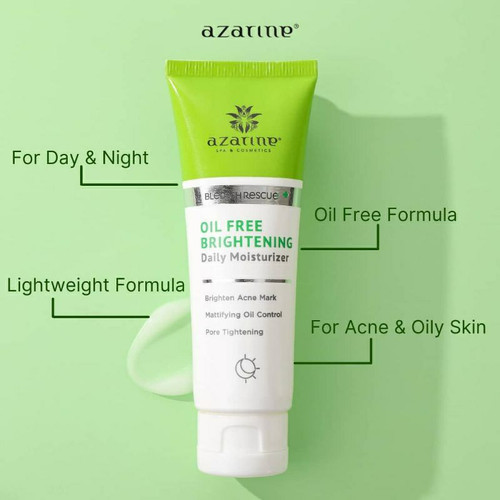 azarine®
azarine®
SPA & COSMETICS
For Day & Night
BLEMISH RESCUE +
Oil Free Formula
OIL FREE
BRIGHTENING
Daily Moisturizer
Lightweight Formula
Brighten Acne Mark
Mattifying Oil Control
Pore Tightening
For Acne & Oily Skin